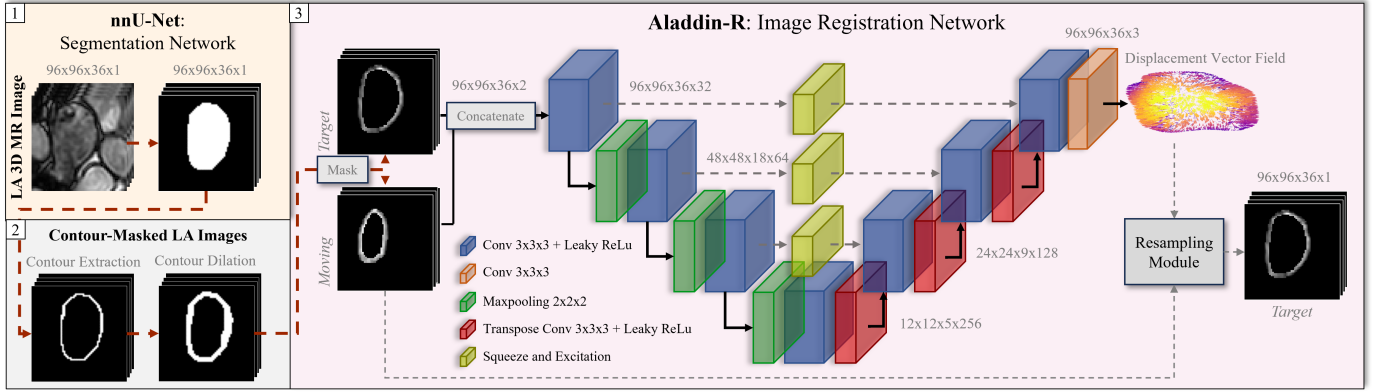 1
nnU-Net:
Segmentation Network
96x96x36x1
96x96x36x1
LA 3D MR Image
2
Contour-Masked LA Images
Contour Extraction
Contour Dilation
3
Aladdin-R: Image Registration Network
Target
Mask
Moving
96x96x36x2
Concatenate
96x96x36x32
48x48x18x64
24x24x9x128
12x12x5x256
96x96x36x3
Displacement Vector Field
Conv 3x3x3 + Leaky ReLu
Conv 3x3x3
Maxpooling 2x2x2
Transpose Conv 3x3x3 + Leaky ReLu
Squeeze and Excitation
Resampling
Module
96x96x36x1
Target